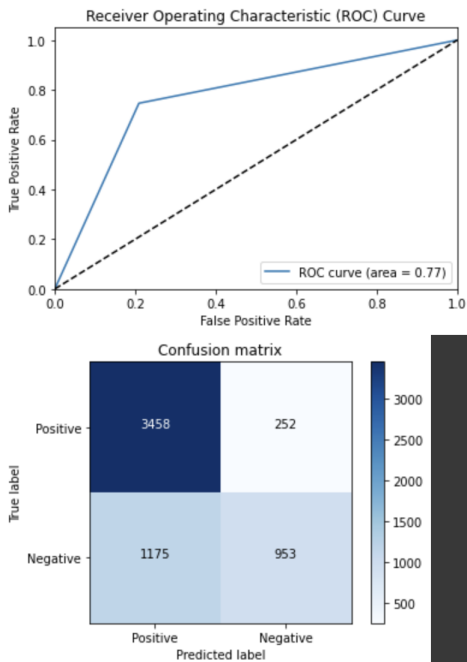 Receiver Operating Characteristic (ROC) Curve
1.0
0.8
0.6
0.4
0.2
0.0
True Positive Rate
ROC curve (area = 0.77)
0.0 0.2 0.4 0.6 0.8 1.0
False Positive Rate
Confusion matrix
True label
Positive 3458 252
Negative 1175 953
Positive Negative
Predicted label
3000
2500
2000
1500
1000
500